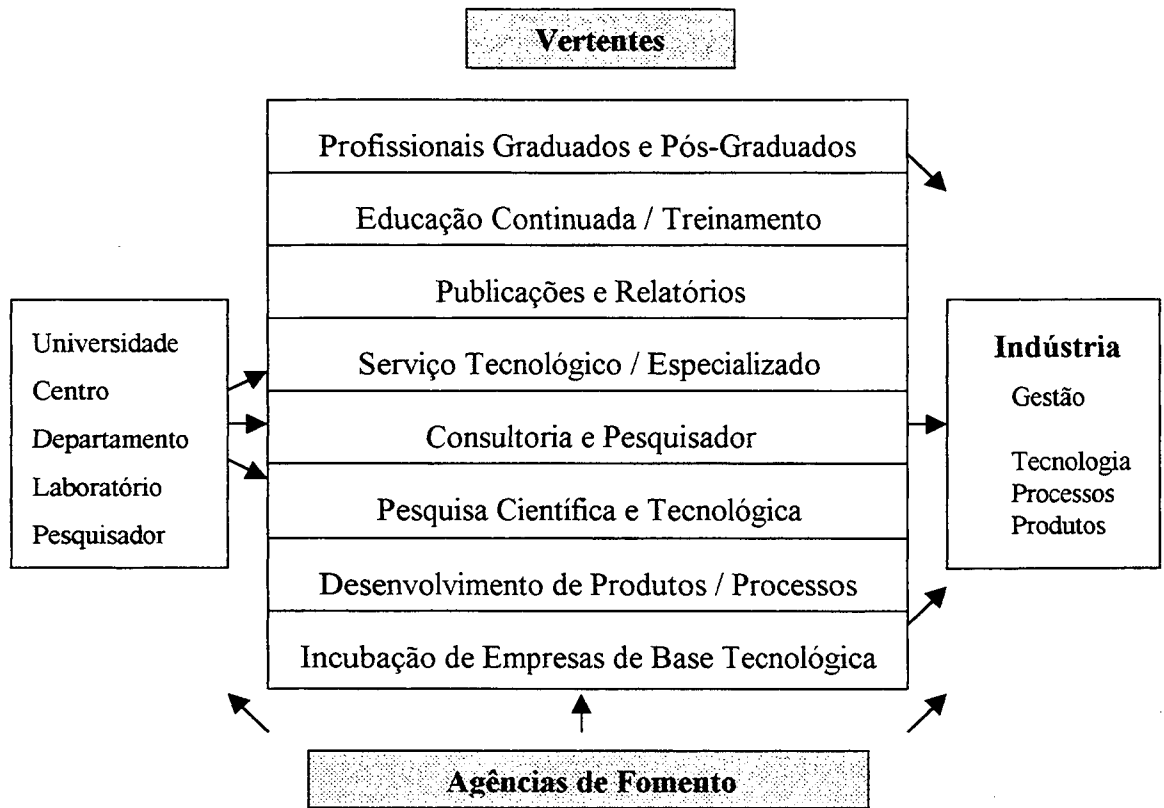 Vertentes
Profissionais Graduados e Pós-Graduados
Educação Continuada / Treinamento
Publicações e Relatórios
Serviço Tecnológico / Especializado
Consultoria e Pesquisador
Pesquisa Científica e Tecnológica
Desenvolvimento de Produtos / Processos
Incubação de Empresas de Base Tecnológica
Universidade
Centro
Departamento
Laboratório
Pesquisador
Indústria
Gestão
Tecnologia
Processos
Produtos
Agências de Fomento